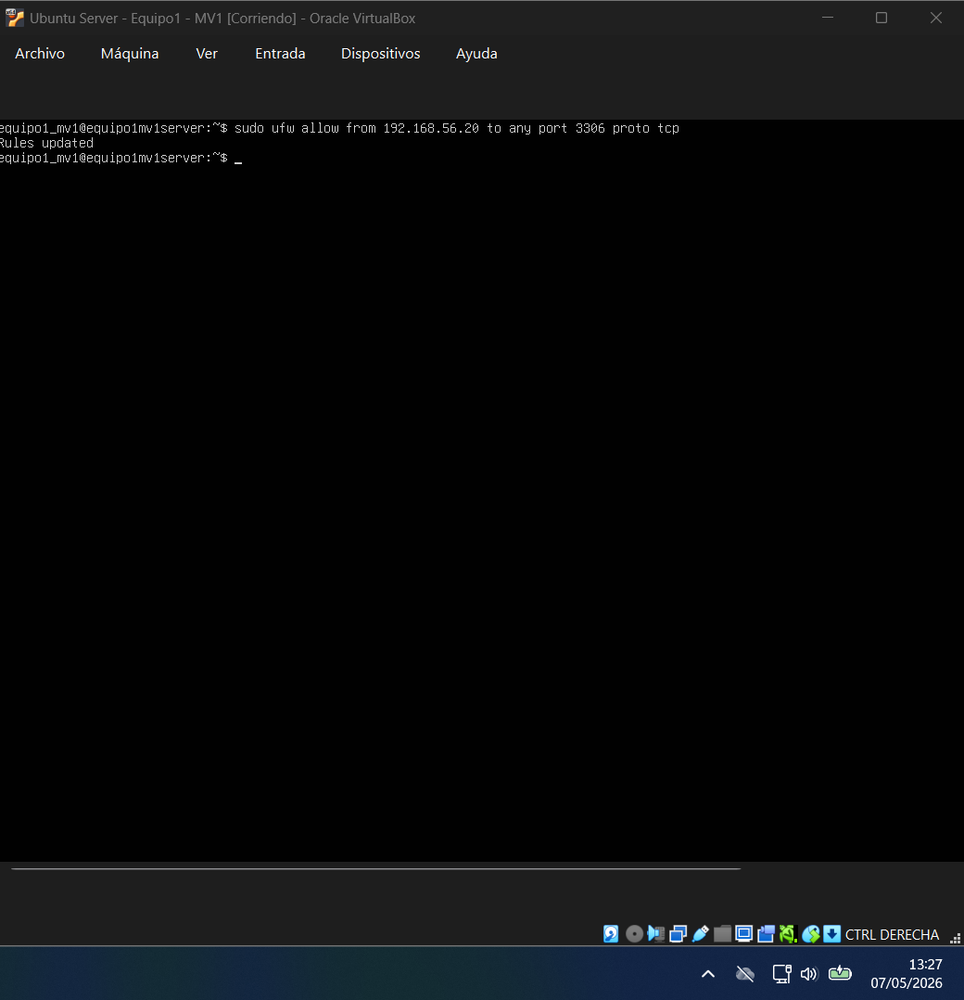 Ubuntu Server - Equipo1 - MV1 [Corriendo] - Oracle VirtualBox
Archivo Máquina Ver Entrada Dispositivos Ayuda
equipo1_mv1@equipo1mv1server:~$ sudo ufw allow from 192.168.56.20 to any port 3306 proto tcp
Rules updated
equipo1_mv1@equipo1mv1server:~$ _
CTRL DERECHA
13:27
07/05/2026